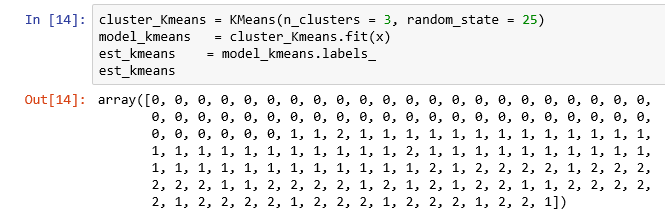 In [14]: cluster_Kmeans = KMeans(n_clusters = 3, random_state = 25)
model_kmeans   = cluster_Kmeans.fit(x)
est_kmeans    = model_kmeans.labels_
est_kmeans
Out[14]: array([0, 0, 0, 0, 0, 0, 0, 0, 0, 0, 0, 0, 0, 0, 0, 0, 0, 0, 0, 0, 0, 0,
0, 0, 0, 0, 0, 0, 0, 0, 0, 0, 0, 0, 0, 0, 0, 0, 0, 0, 0, 0, 0, 0,
0, 0, 0, 0, 0, 0, 1, 1, 2, 1, 1, 1, 1, 1, 1, 1, 1, 1, 1, 1, 1, 1,
1, 1, 1, 1, 1, 1, 1, 1, 1, 1, 1, 2, 1, 1, 1, 1, 1, 1, 1, 1, 1, 1,
1, 1, 1, 1, 1, 1, 1, 1, 1, 1, 1, 1, 2, 1, 2, 2, 2, 2, 1, 2, 2, 2,
2, 2, 2, 1, 1, 2, 2, 2, 2, 1, 2, 1, 2, 1, 2, 2, 1, 1, 2, 2, 2, 2,
2, 1, 2, 2, 2, 2, 1, 2, 2, 2, 1, 2, 2, 2, 1, 2, 2, 1])